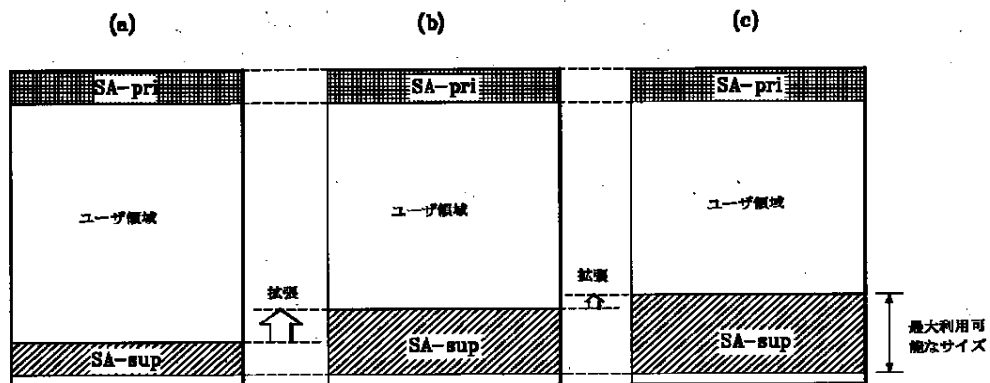 (a)
(b)
(c)
SA-pri
SA-pri
SA-pri
ユーザ領域
ユーザ領域
ユーザ領域
拡張
拡張
SA-sup
SA-sup
SA-sup
最大利用可
能なサイズ